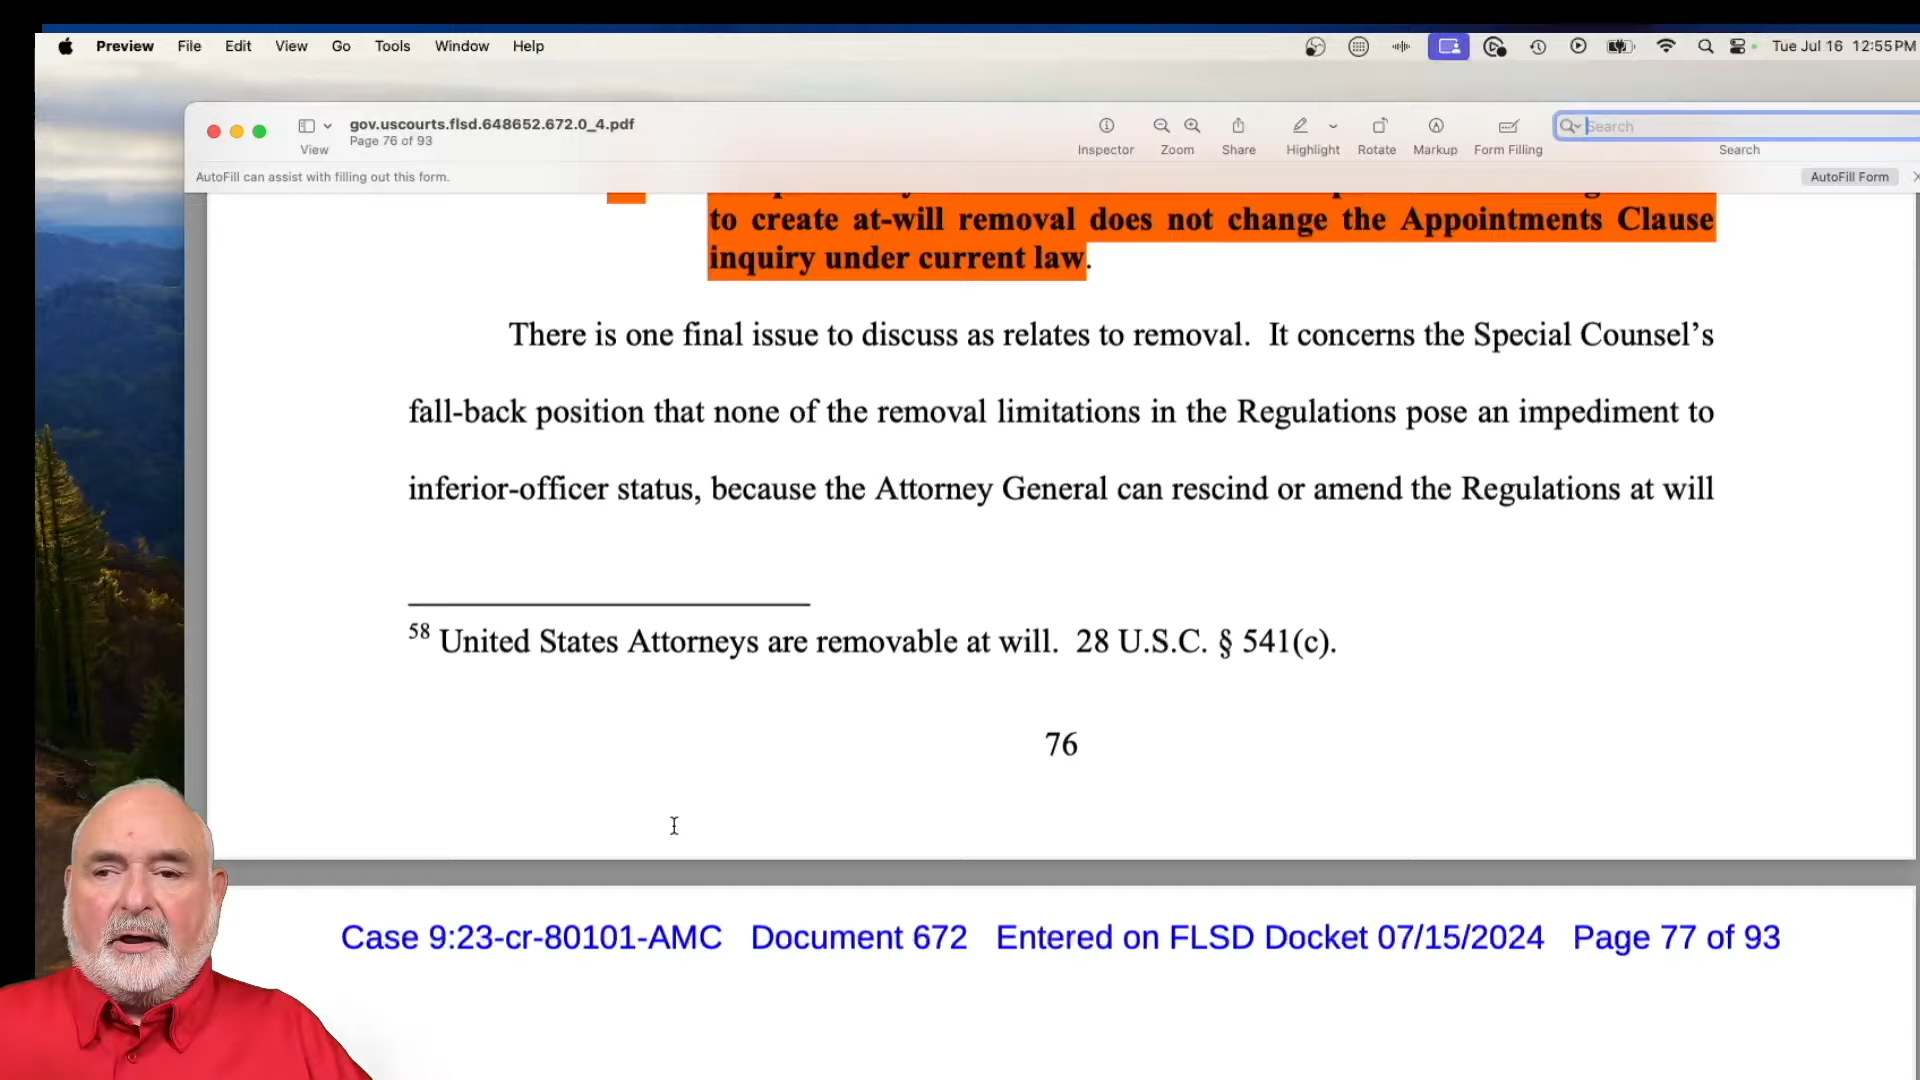 Preview File Edit View Go Tools Window Help Tue Jul 16 12:55 PM
gov.uscourts.flsd.648652.672.0_4.pdf
Page 76 of 93
Search
View Inspector Zoom Share Highlight Rotate Markup Form Filling Search
AutoFill can assist with filling out this form. AutoFill Form
to create at-will removal does not change the Appointments Clause
inquiry under current law.
There is one final issue to discuss as relates to removal. It concerns the Special Counsel’s
fall-back position that none of the removal limitations in the Regulations pose an impediment to
inferior-officer status, because the Attorney General can rescind or amend the Regulations at will
58 United States Attorneys are removable at will. 28 U.S.C. § 541(c).
76
Case 9:23-cr-80101-AMC Document 672 Entered on FLSD Docket 07/15/2024 Page 77 of 93